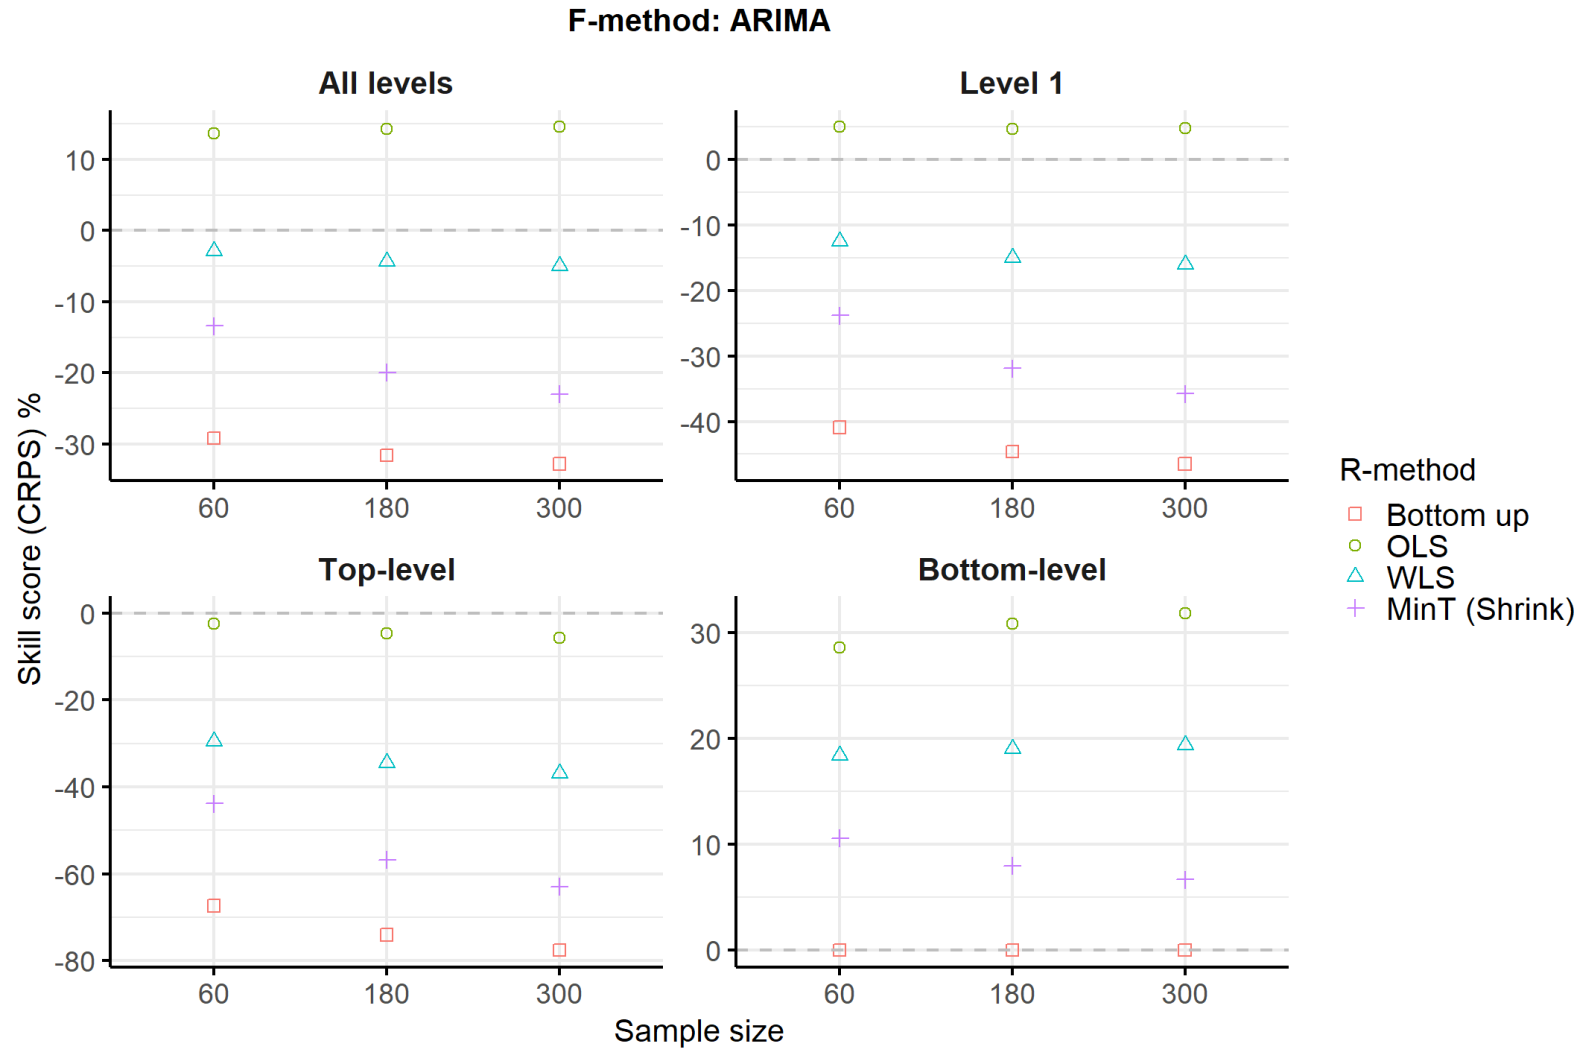 F-method: ARIMA
All levels
Level 1
10
0
-10
-20
-30
60
180
300
0
-10
-20
-30
-40
60
180
300
Skill score (CRPS) %
Top-level
Bottom-level
0
-20
-40
-60
-80
60
180
300
30
20
10
0
60
180
300
Sample size
R-method
Bottom up
OLS
WLS
MinT (Shrink)